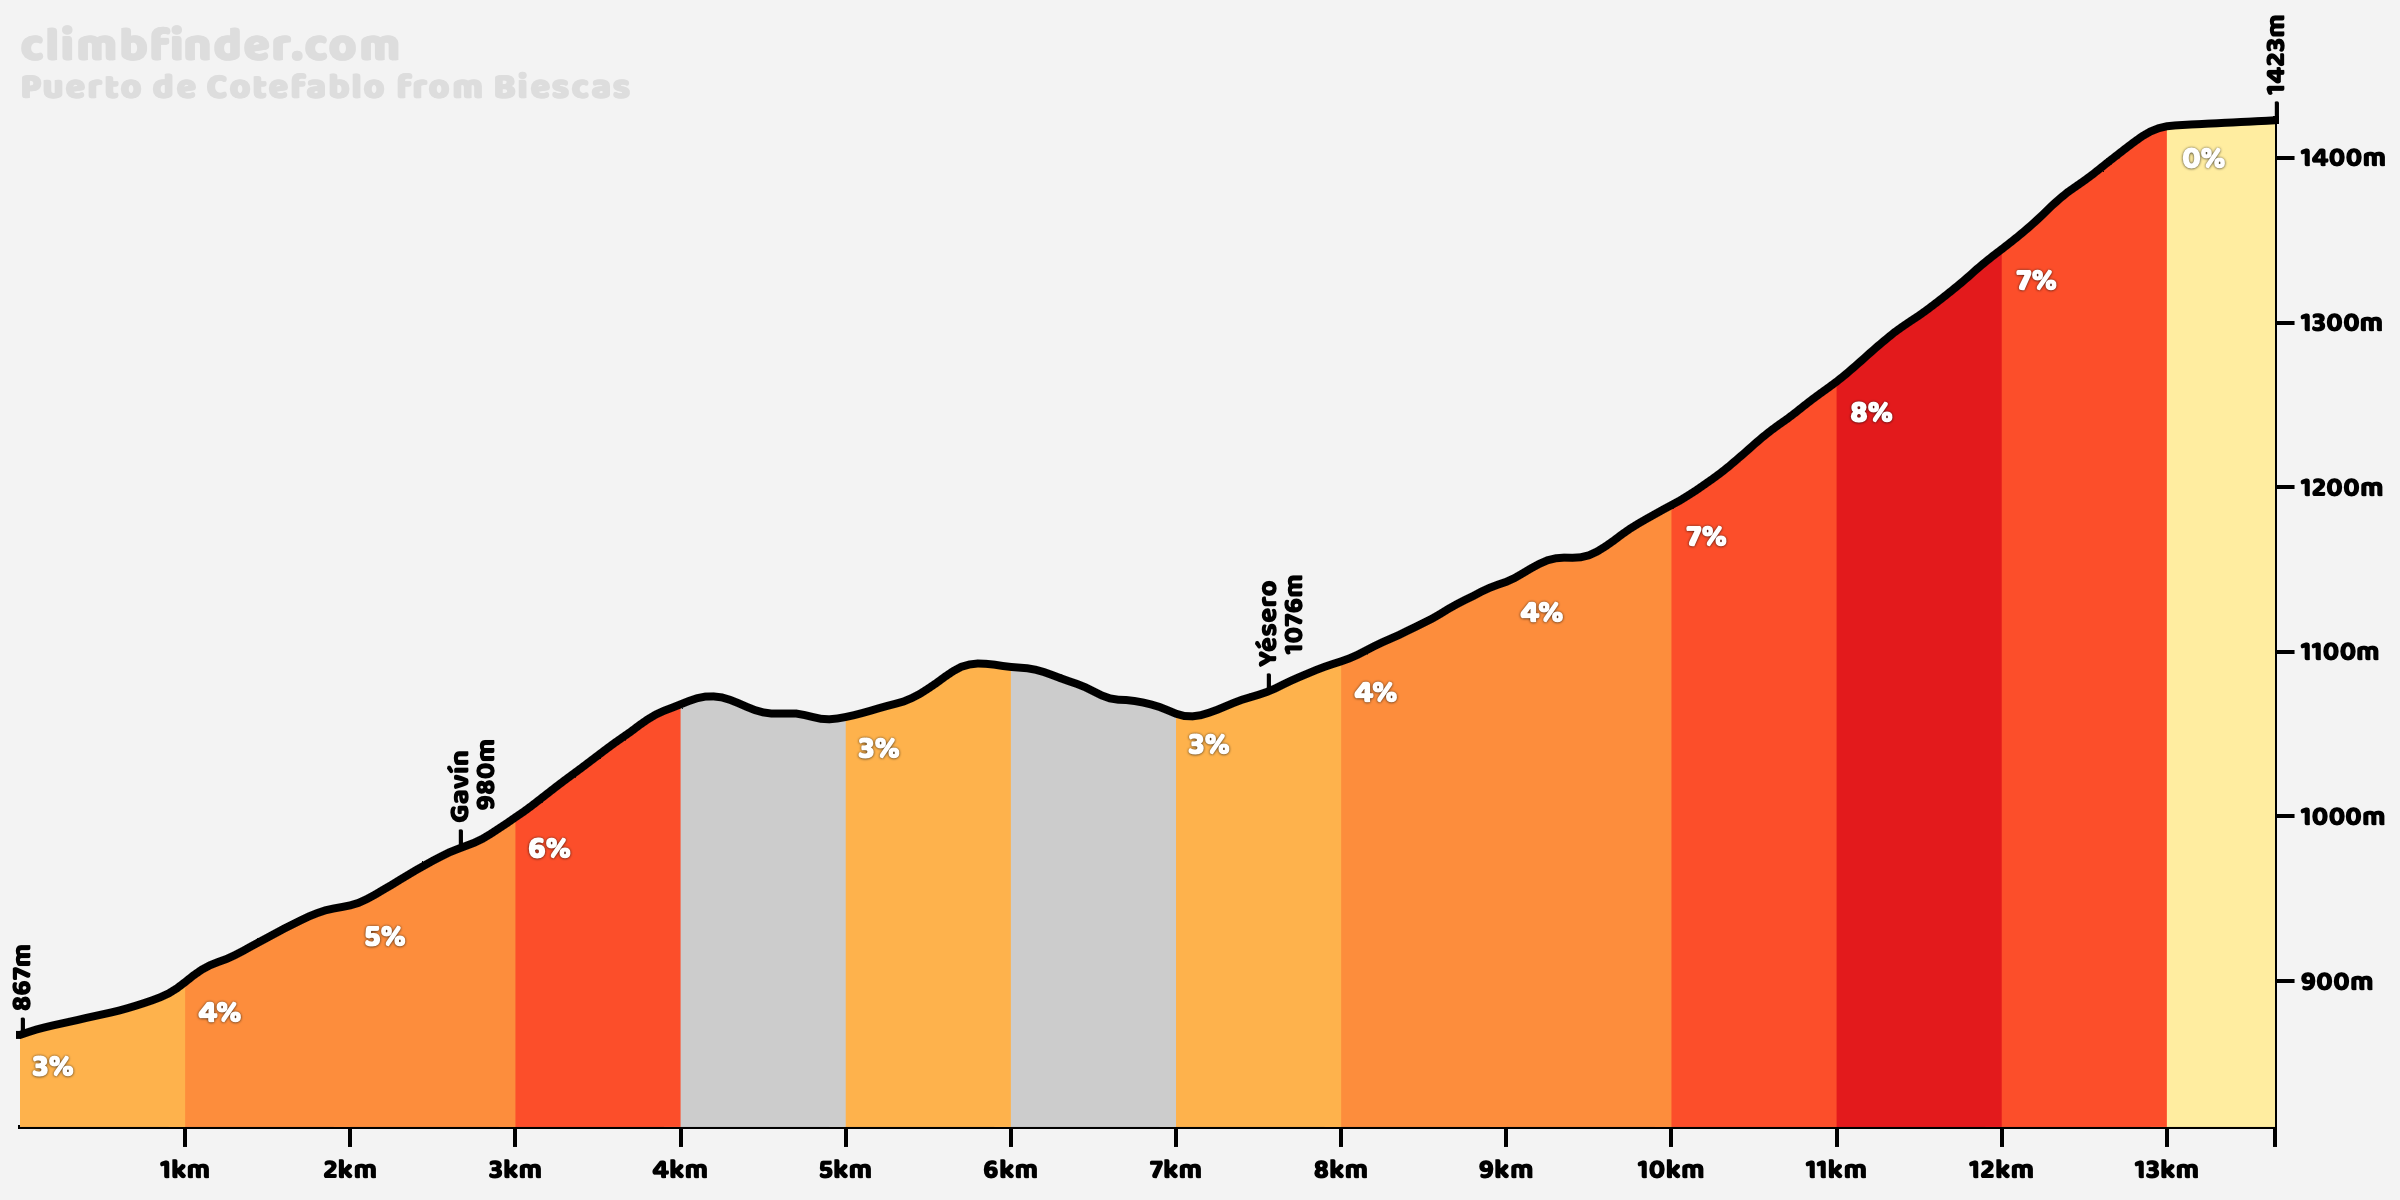 climbfinder.com
Puerto de Cotefablo from Biescas
1423m
1400m
0%
7%
1300m
8%
1200m
7%
4%
Yésero
1076m
1100m
4%
3%
3%
Gavín
980m
1000m
6%
5%
867m
900m
4%
3%
1km 2km 3km 4km 5km 6km 7km 8km 9km 10km 11km 12km 13km